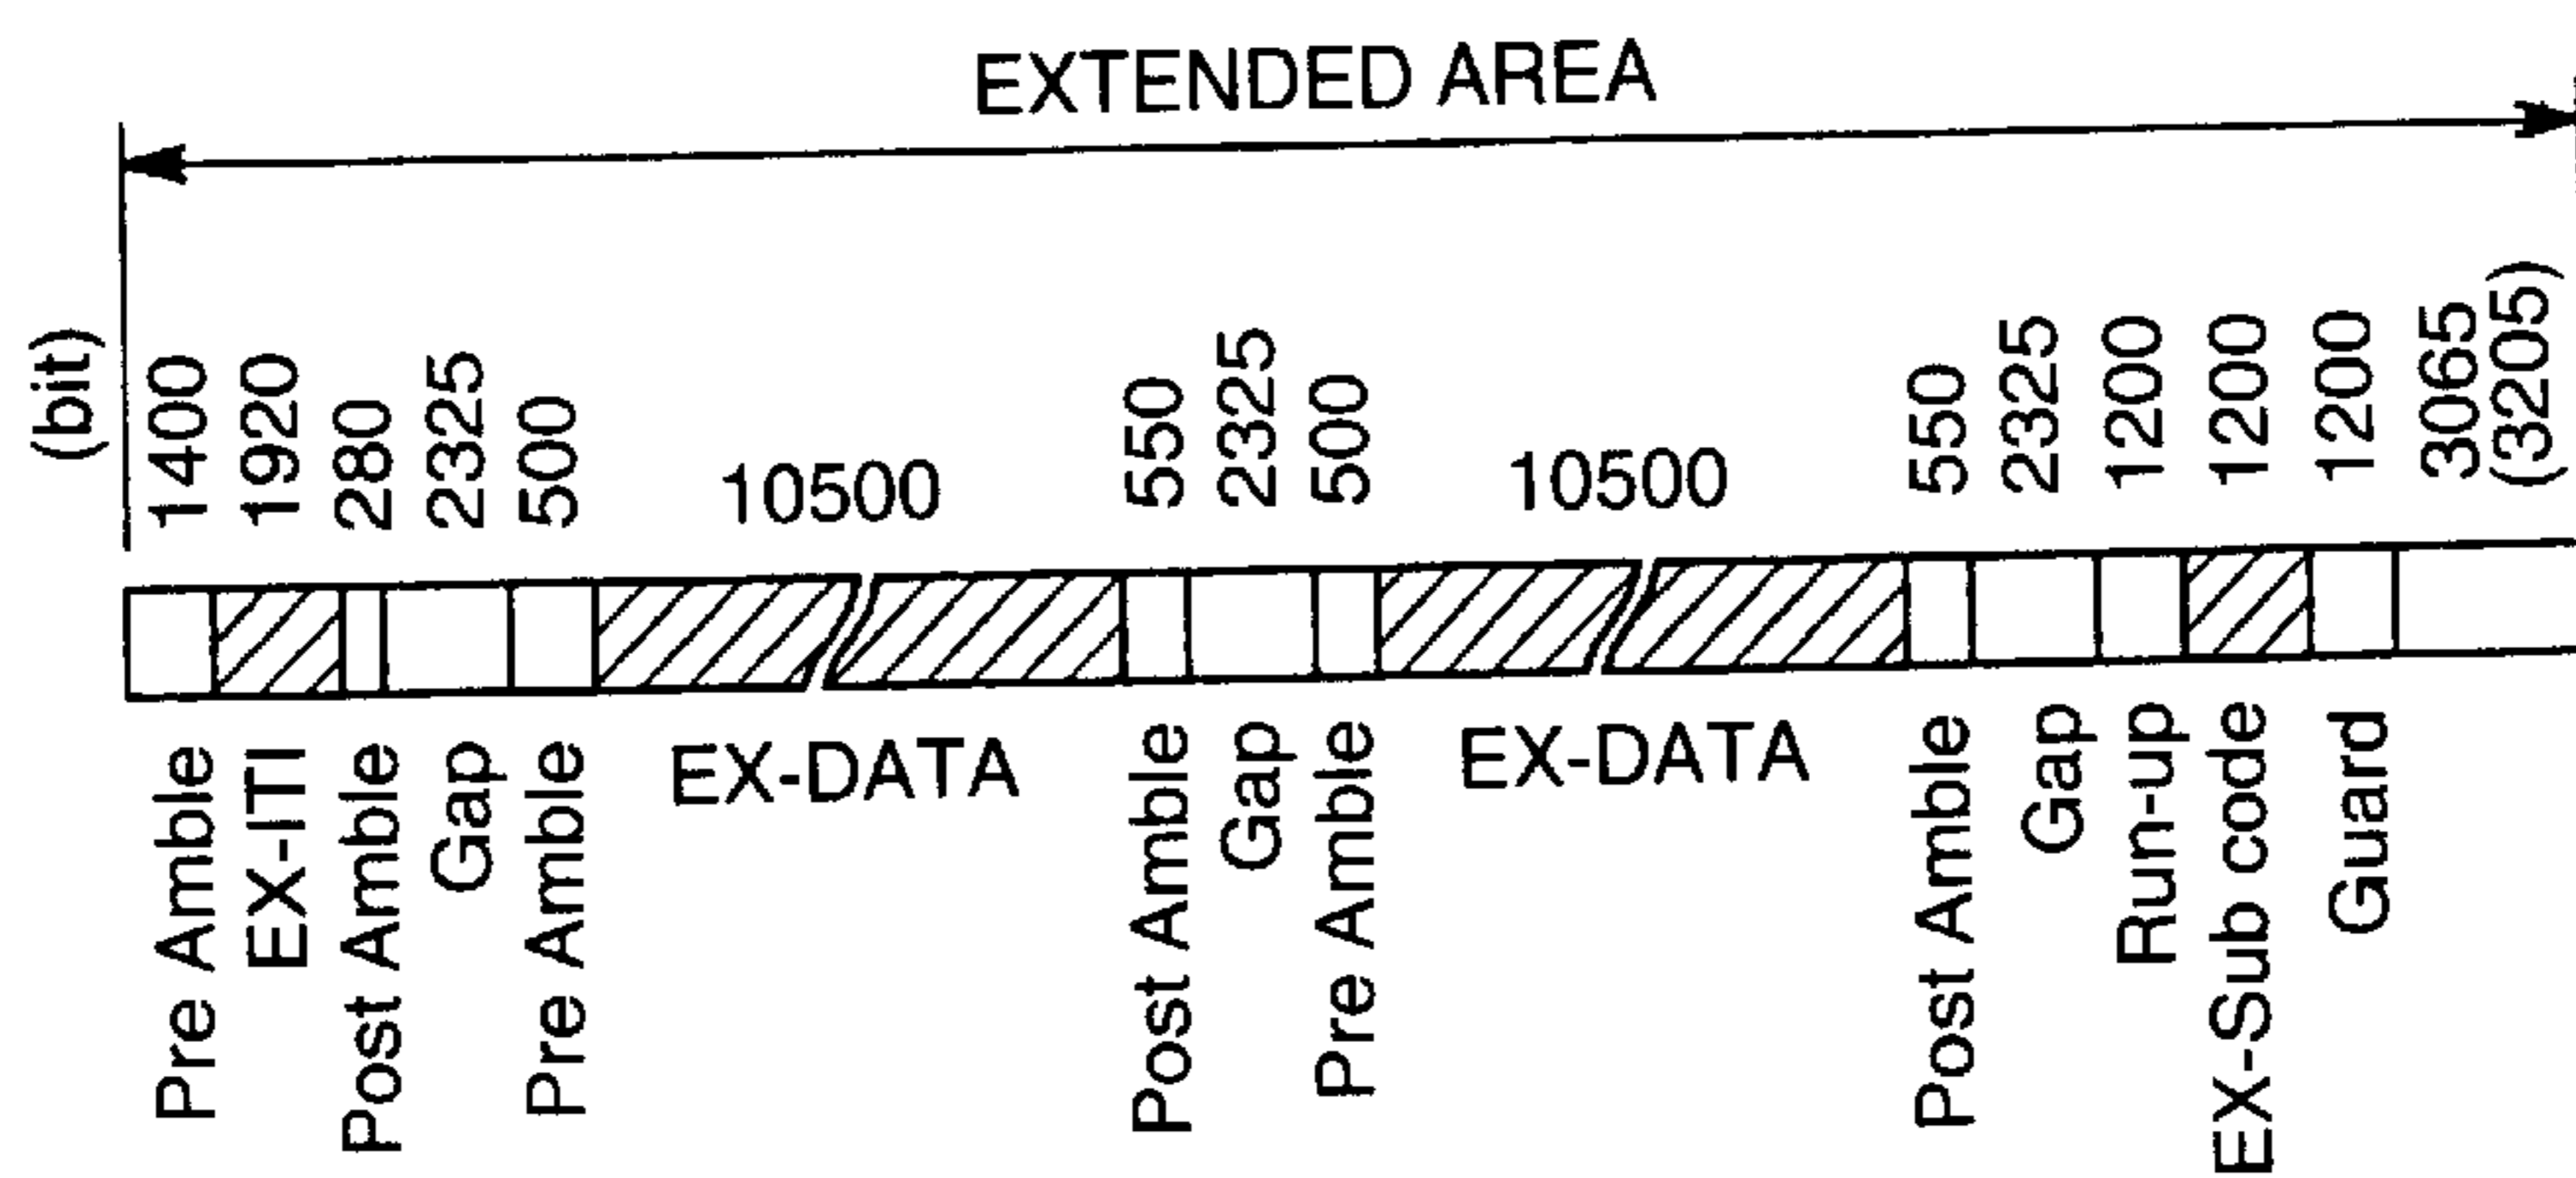 EXTENDED AREA
(bit)
1400
1920
280
2325
500
10500
550
2325
500
10500
550
2325
1200
1200
1200
3065
(3205)
Pre Amble
EX-ITI
Post Amble
Gap
Pre Amble
EX-DATA
Post Amble
Gap
Pre Amble
EX-DATA
Post Amble
Gap
Run-up
EX-Sub code
Guard